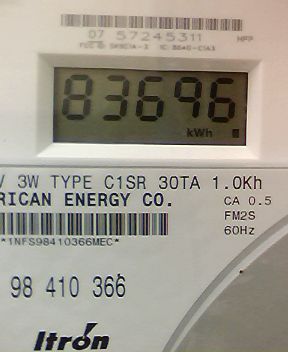 07 57245311
83696
kWh
V 3W TYPE C1SR 30TA 1.0Kh
RICAN ENERGY CO.
CA 0.5
FM2S
60Hz
*1NFS98410366MEC*
98 410 366
Itrón